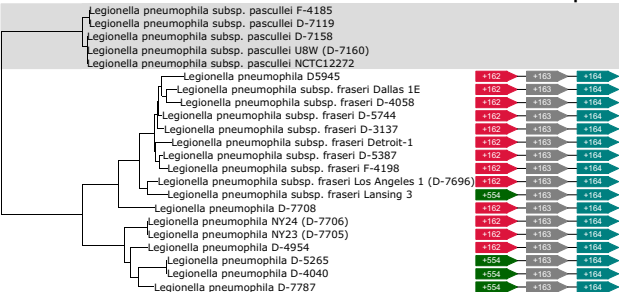 Legionella pneumophila subsp. pascullei F-4185
Legionella pneumophila subsp. pascullei D-7119
Legionella pneumophila subsp. pascullei D-7158
Legionella pneumophila subsp. pascullei U8W (D-7160)
Legionella pneumophila subsp. pascullei NCTC12272
Legionella pneumophila D5945 +162 +163 +164
Legionella pneumophila subsp. fraseri Dallas 1E +162 +163 +164
Legionella pneumophila subsp. fraseri D-4058 +162 +163 +164
Legionella pneumophila subsp. fraseri D-5744 +162 +163 +164
Legionella pneumophila subsp. fraseri D-3137 +162 +163 +164
Legionella pneumophila subsp. fraseri Detroit-1 +162 +163 +164
Legionella pneumophila subsp. fraseri D-5387 +162 +163 +164
Legionella pneumophila subsp. fraseri F-4198 +162 +163 +164
Legionella pneumophila subsp. fraseri Los Angeles 1 (D-7696) +162 +163 +164
Legionella pneumophila subsp. fraseri Lansing 3 +554 +163 +164
Legionella pneumophila D-7708 +162 +163 +164
Legionella pneumophila NY24 (D-7706) +162 +163 +164
Legionella pneumophila NY23 (D-7705) +162 +163 +164
Legionella pneumophila D-4954 +162 +163 +164
Legionella pneumophila D-5265 +554 +163 +164
Legionella pneumophila D-4040 +554 +163 +164
Legionella pneumophila D-7787 +554 +163 +164